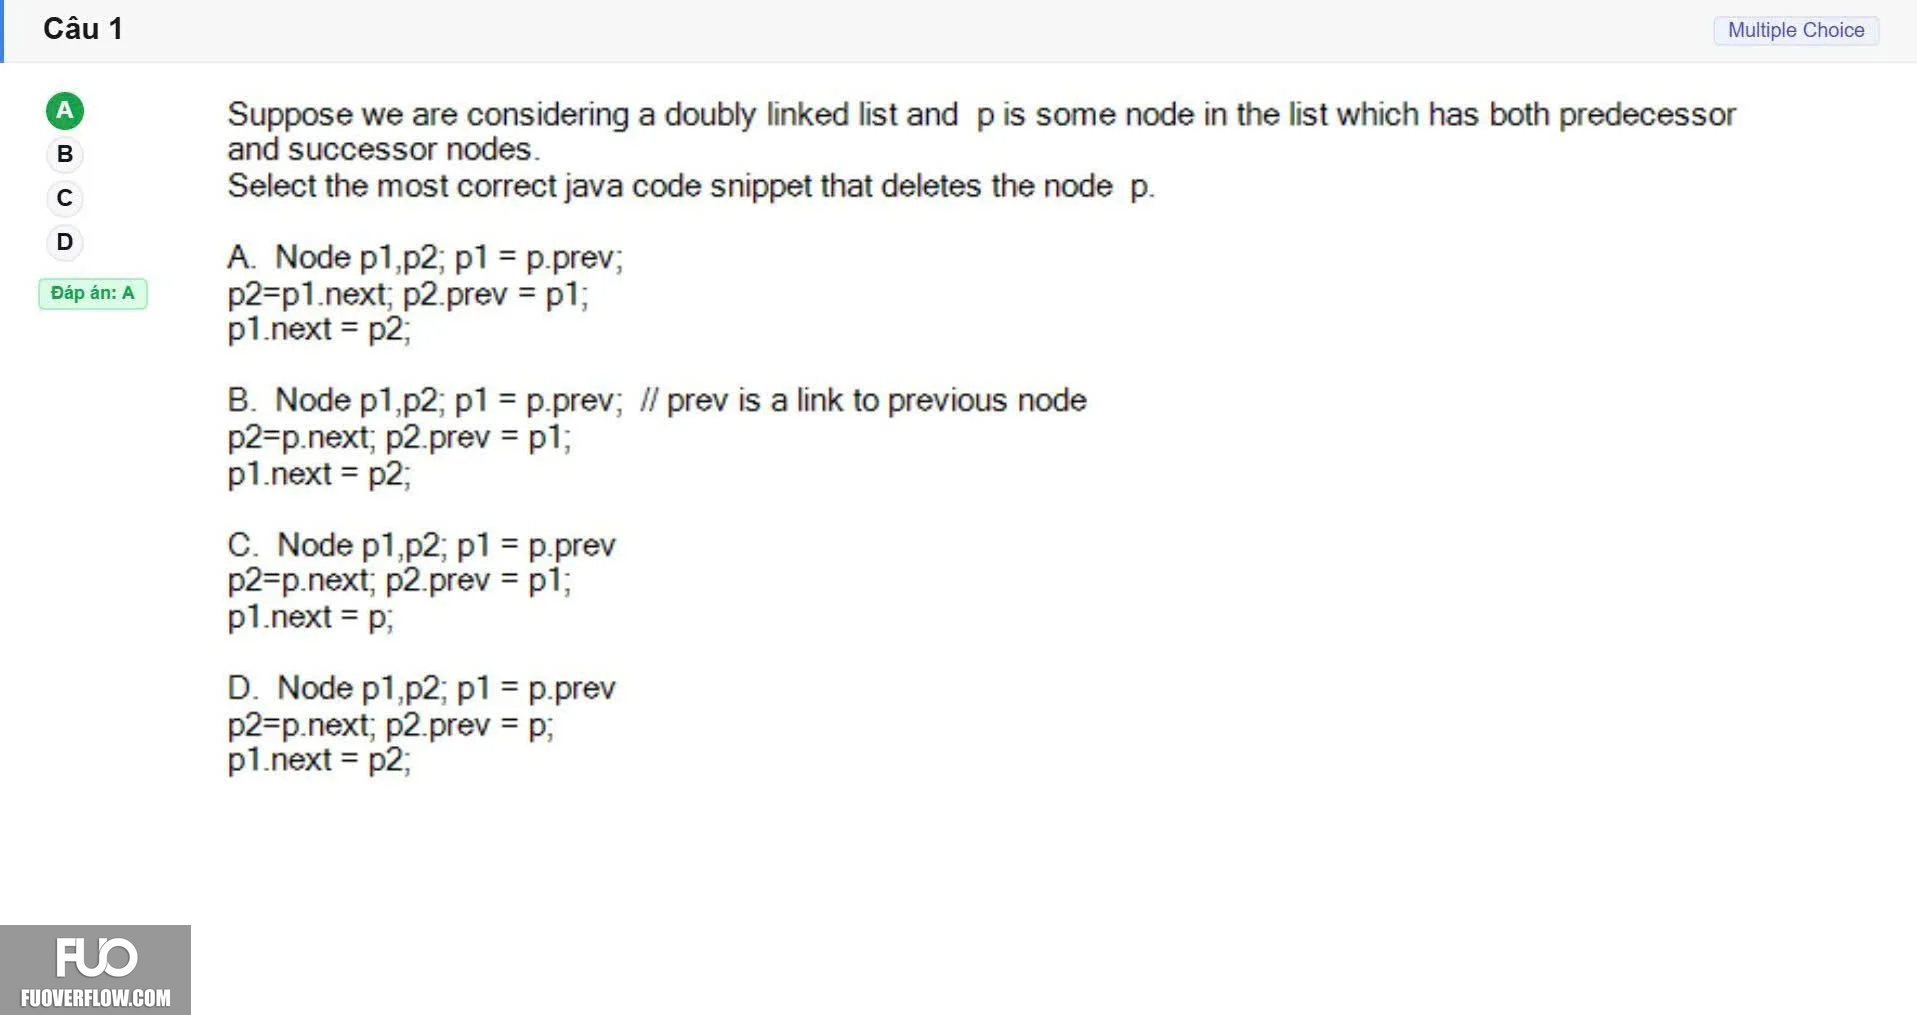 Câu 1
Multiple Choice
A
B
C
D
Đáp án: A
Suppose we are considering a doubly linked list and p is some node in the list which has both predecessor
and successor nodes.
Select the most correct java code snippet that deletes the node p.
A. Node p1,p2; p1 = p.prev;
p2=p1.next; p2.prev = p1;
p1.next = p2;
B. Node p1,p2; p1 = p.prev; // prev is a link to previous node
p2=p.next; p2.prev = p1;
p1.next = p2;
C. Node p1,p2; p1 = p.prev
p2=p.next; p2.prev = p1;
p1.next = p;
D. Node p1,p2; p1 = p.prev
p2=p.next; p2.prev = p;
p1.next = p2;
FUO
FUOVERFLOW.COM